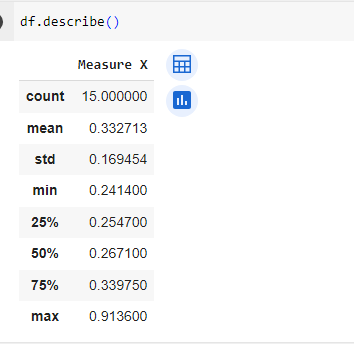 df.describe()
Measure X
count 15.000000
mean 0.332713
std 0.169454
min 0.241400
25% 0.254700
50% 0.267100
75% 0.339750
max 0.913600